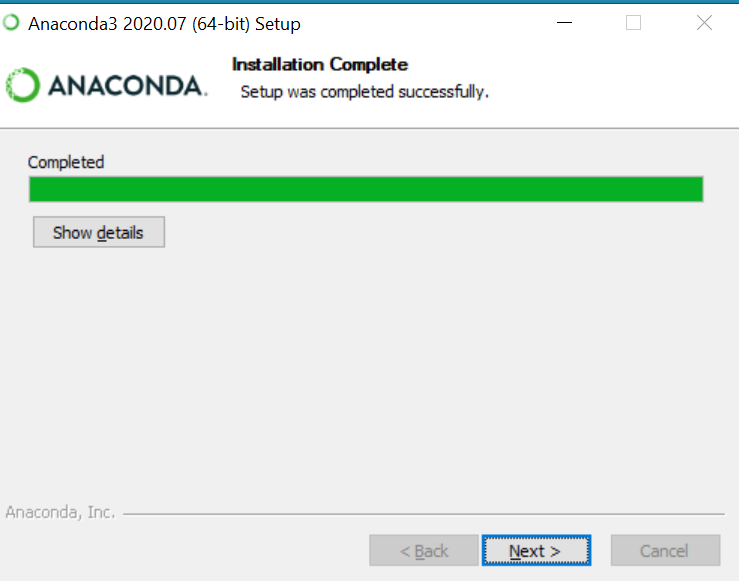 Anaconda3 2020.07 (64-bit) Setup
ANACONDA.
Installation Complete
Setup was completed successfully.
Completed
Show details
Anaconda, Inc.
< Back
Next >
Cancel